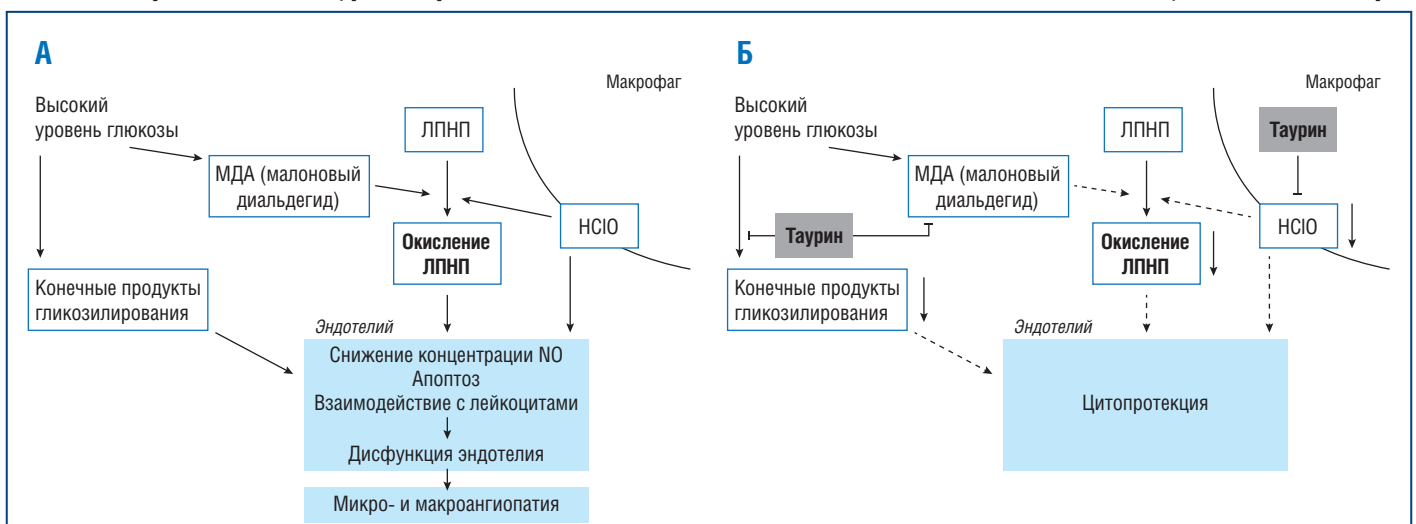 А
Макрофаг
Высокий
уровень глюкозы
ЛПНП
МДА (малоновый
диальдегид)
HClO
Окисление
ЛПНП
Конечные продукты
гликозилирования
Эндотелий
Снижение концентрации NO
Апоптоз
Взаимодействие с лейкоцитами
Дисфункция эндотелия
Микро- и макроангиопатия
Б
Макрофаг
Высокий
уровень глюкозы
ЛПНП
Таурин
МДА (малоновый
диальдегид)
HClO
Таурин
Окисление
ЛПНП
Конечные продукты
гликозилирования
Эндотелий
Цитопротекция